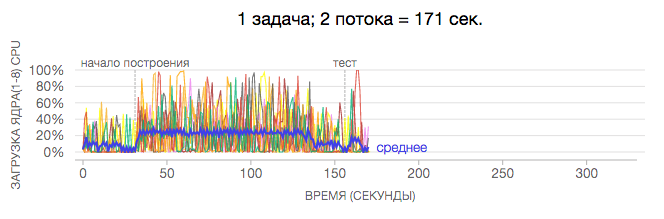 1 задача; 2 потока = 171 сек.
начало построения
тест
ЗАГРУЗКА ЯДРА(1-8) CPU
100%
80%
60%
40%
20%
0%
среднее
0
50
100
150
200
250
300
ВРЕМЯ (СЕКУНДЫ)